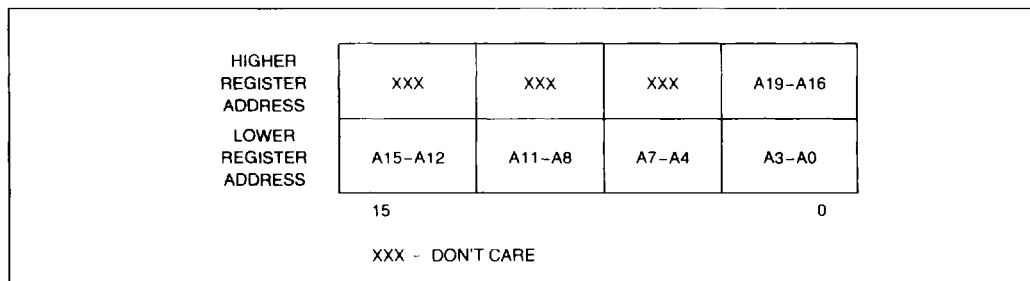 HIGHER
REGISTER
ADDRESS
XXX
XXX
XXX
A19-A16
LOWER
REGISTER
ADDRESS
A15-A12
A11-A8
A7-A4
A3-A0
15
0
XXX - DON'T CARE